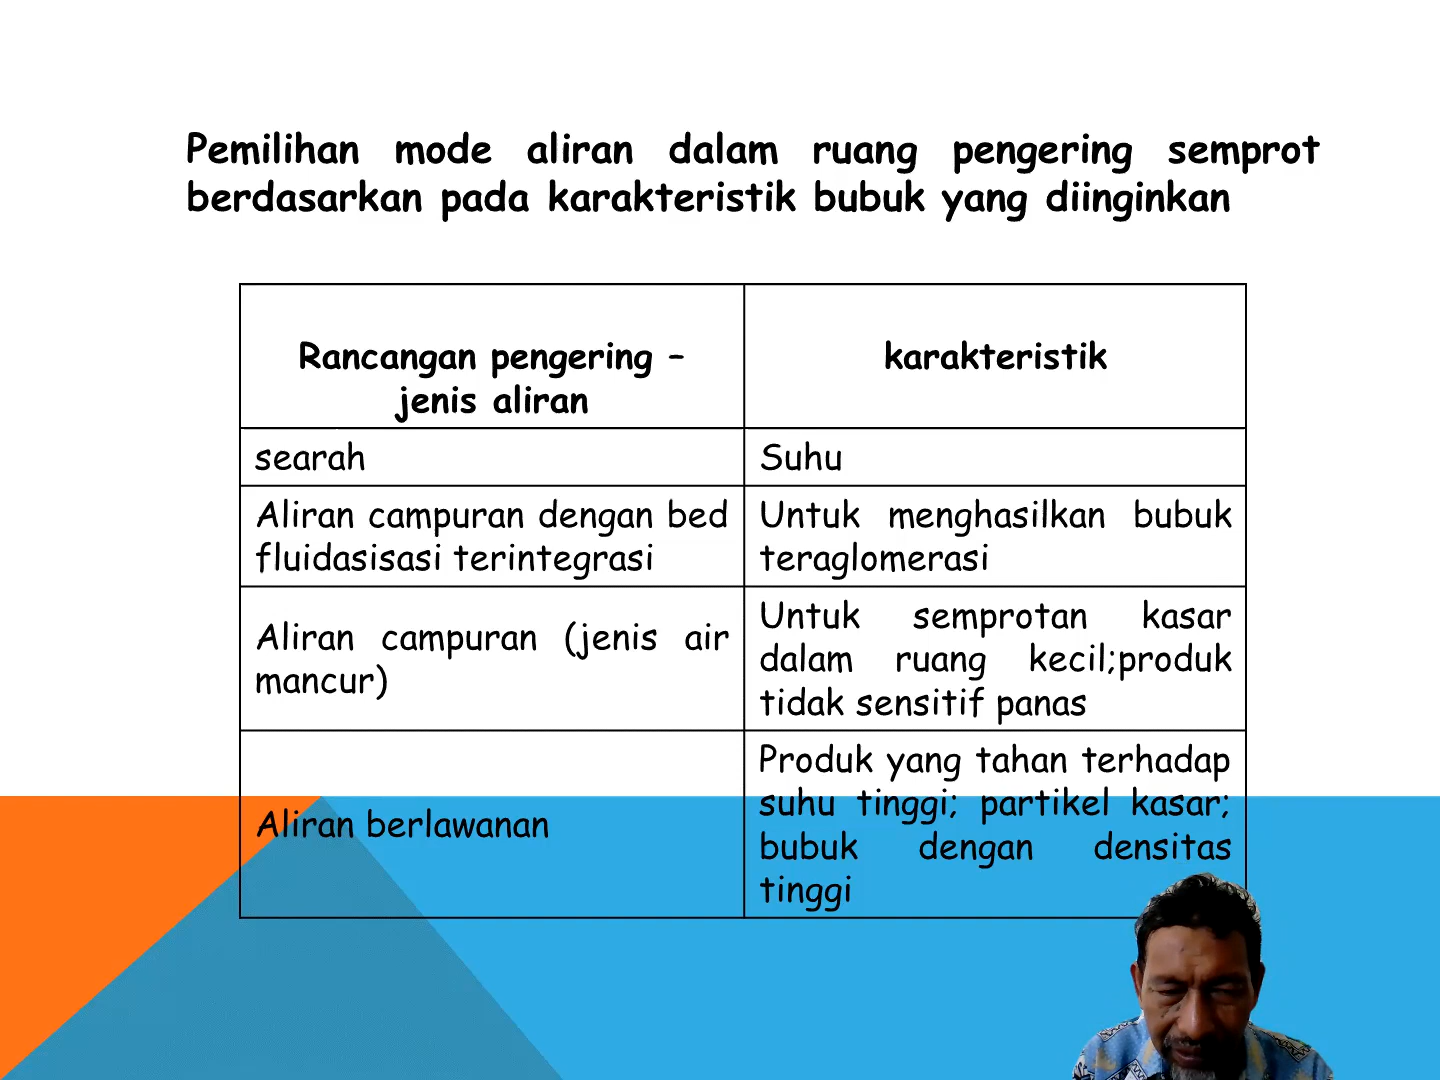 Pemilihan mode aliran dalam ruang pengering semprot
berdasarkan pada karakteristik bubuk yang diinginkan
Rancangan pengering –
jenis aliran
karakteristik
searah
Suhu
Aliran campuran dengan bed
fluidasisasi terintegrasi
Untuk menghasilkan bubuk
teraglomerasi
Aliran campuran (jenis air
mancur)
Untuk semprotan kasar
dalam ruang kecil;produk
tidak sensitif panas
Aliran berlawanan
Produk yang tahan terhadap
suhu tinggi; partikel kasar;
bubuk dengan densitas
tinggi